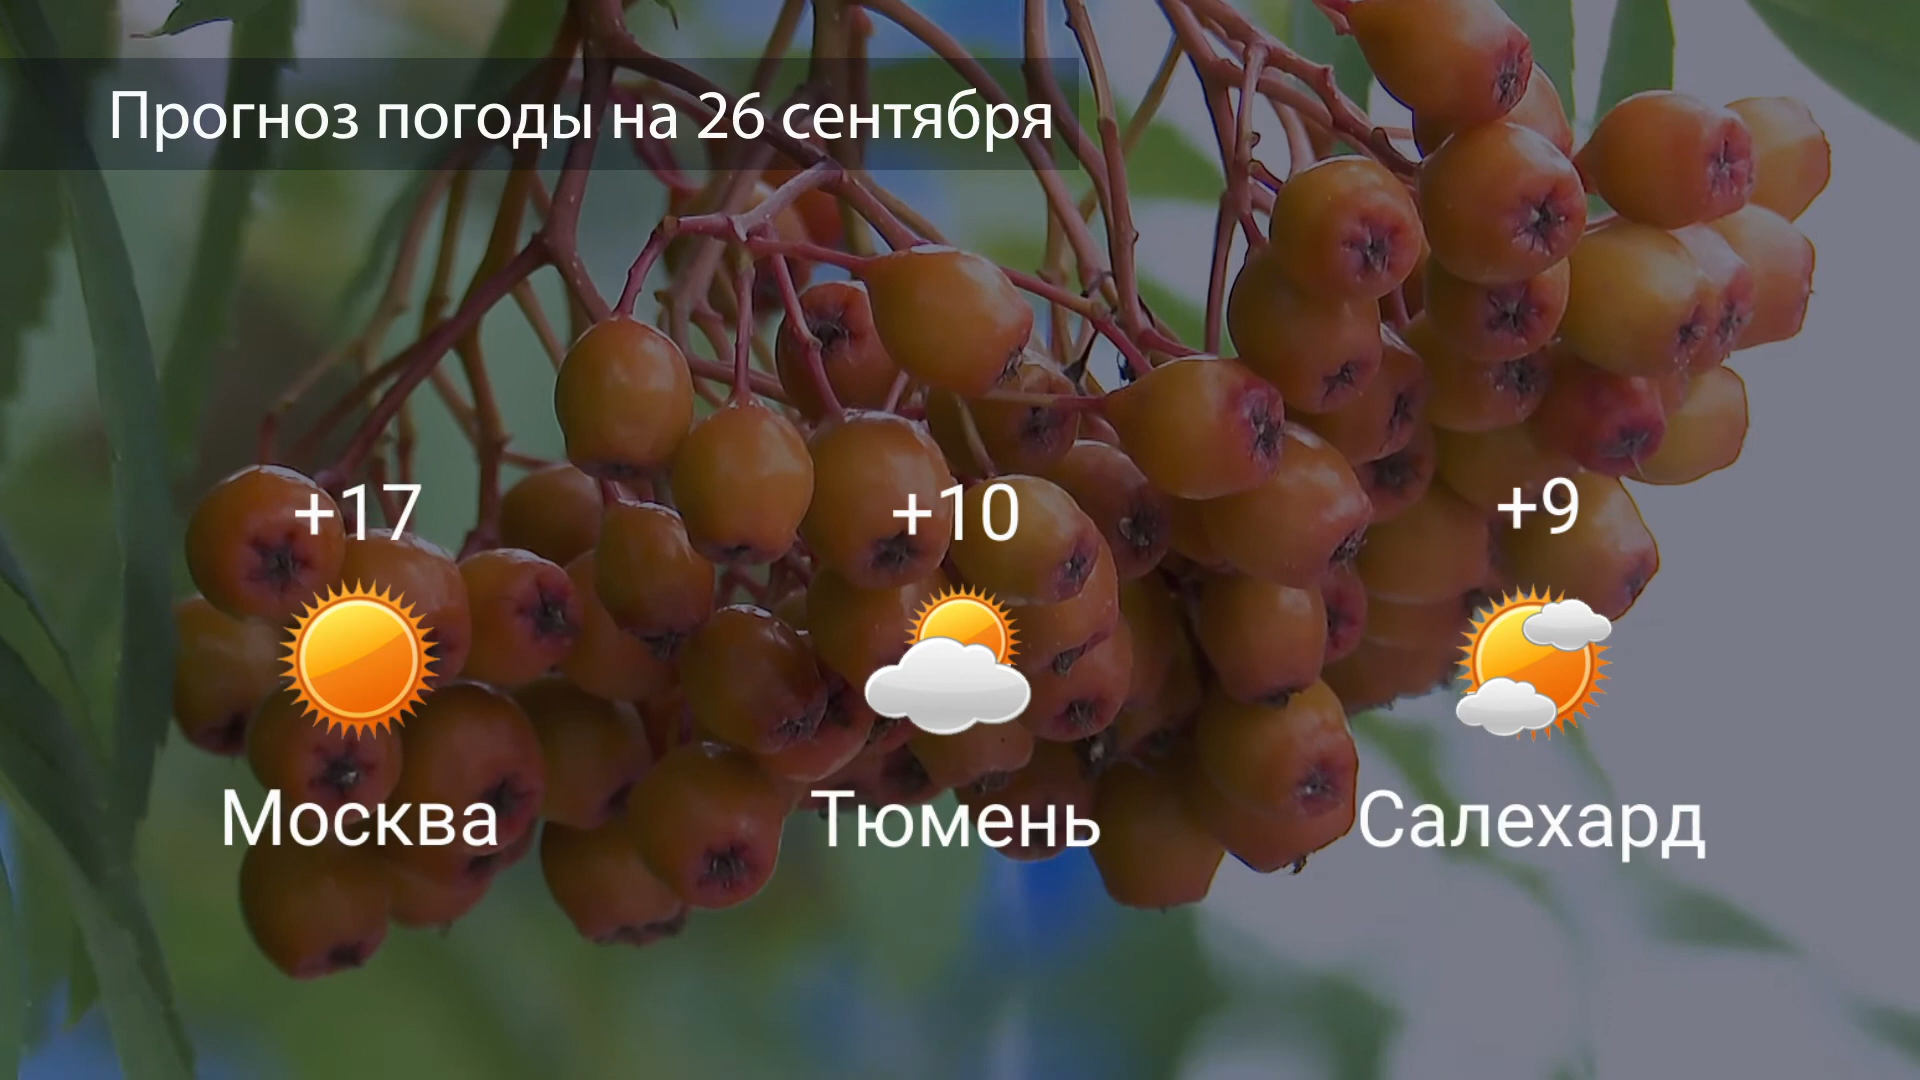 Прогноз погоды на 26 сентября
+17
+10
+9
Москва
Тюмень
Салехард